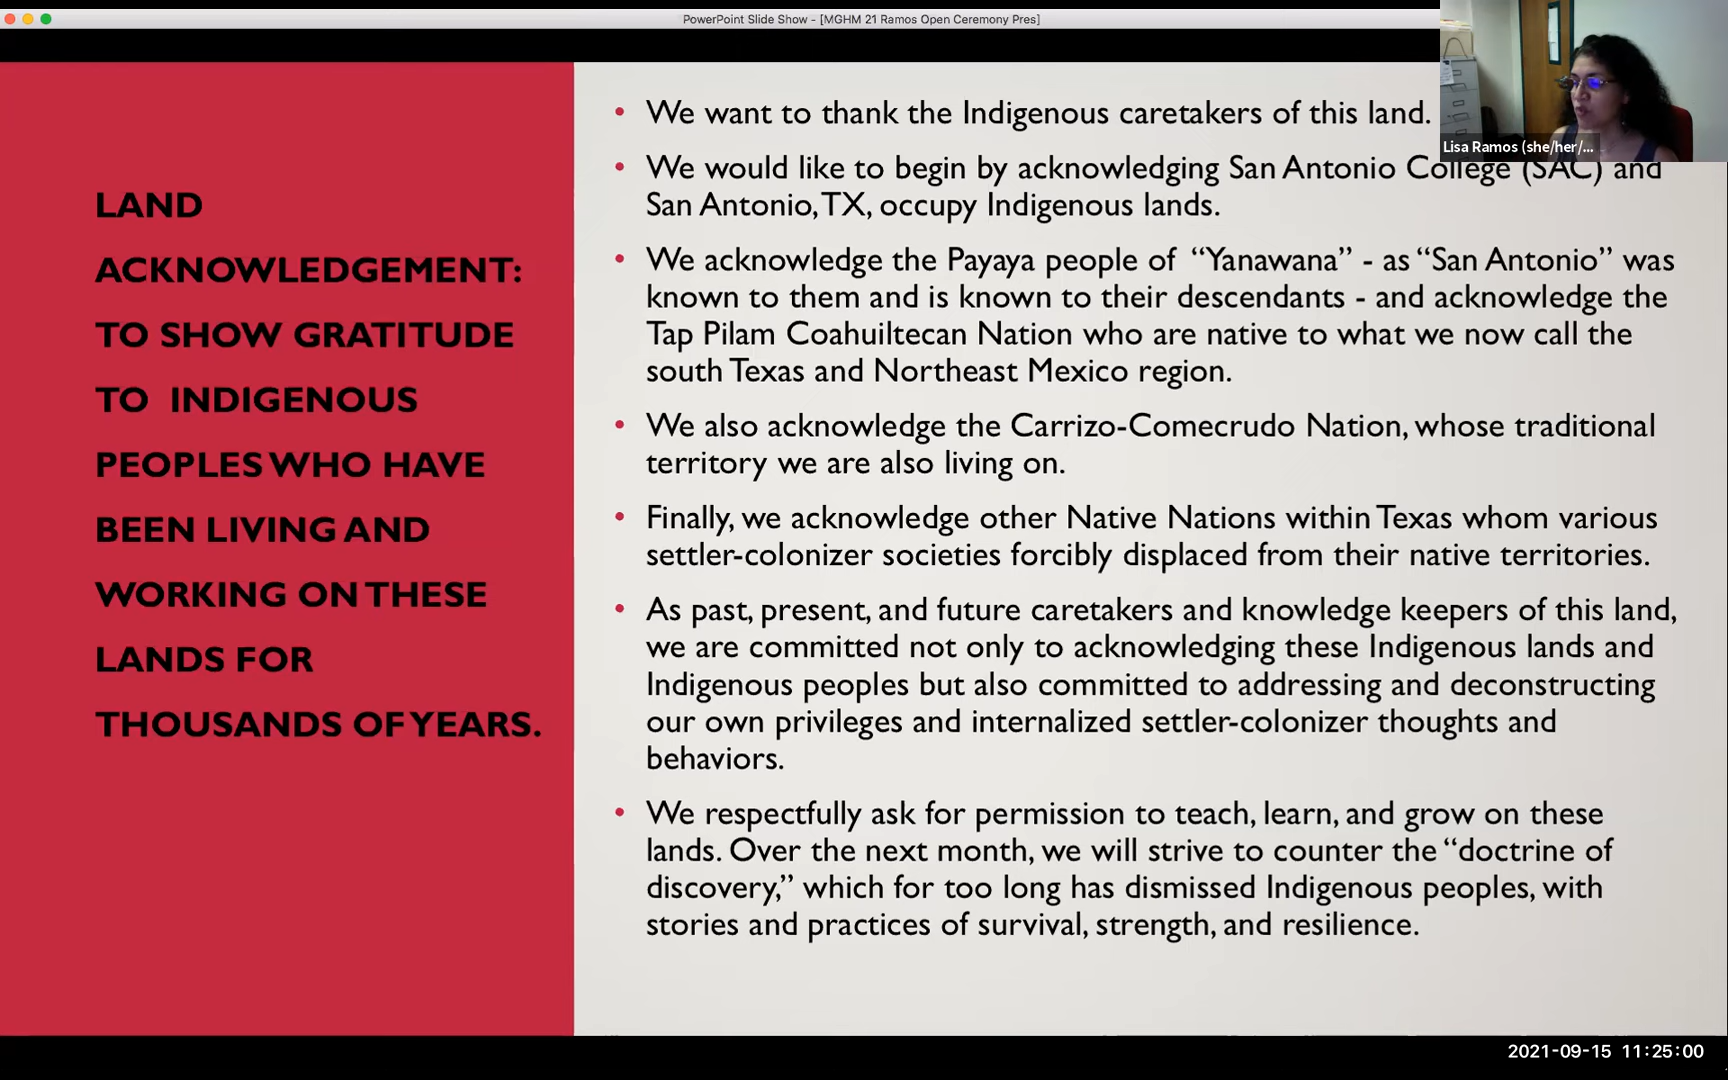 PowerPoint Slide Show - [MGHM 21 Ramos Open Ceremony Pres]
Lisa Ramos (she/her/...
LAND
ACKNOWLEDGEMENT:
TO SHOW GRATITUDE
TO INDIGENOUS
PEOPLES WHO HAVE
BEEN LIVING AND
WORKING ON THESE
LANDS FOR
THOUSANDS OF YEARS.
• We want to thank the Indigenous caretakers of this land.
• We would like to begin by acknowledging San Antonio College (SAC) and
San Antonio, TX, occupy Indigenous lands.
• We acknowledge the Payaya people of “Yanawana” - as “San Antonio” was
known to them and is known to their descendants - and acknowledge the
Tap Pilam Coahuiltecan Nation who are native to what we now call the
south Texas and Northeast Mexico region.
• We also acknowledge the Carrizo-Comecrudo Nation, whose traditional
territory we are also living on.
• Finally, we acknowledge other Native Nations within Texas whom various
settler-colonizer societies forcibly displaced from their native territories.
• As past, present, and future caretakers and knowledge keepers of this land,
we are committed not only to acknowledging these Indigenous lands and
Indigenous peoples but also committed to addressing and deconstructing
our own privileges and internalized settler-colonizer thoughts and
behaviors.
• We respectfully ask for permission to teach, learn, and grow on these
lands. Over the next month, we will strive to counter the “doctrine of
discovery,” which for too long has dismissed Indigenous peoples, with
stories and practices of survival, strength, and resilience.
2021-09-15 11:25:00